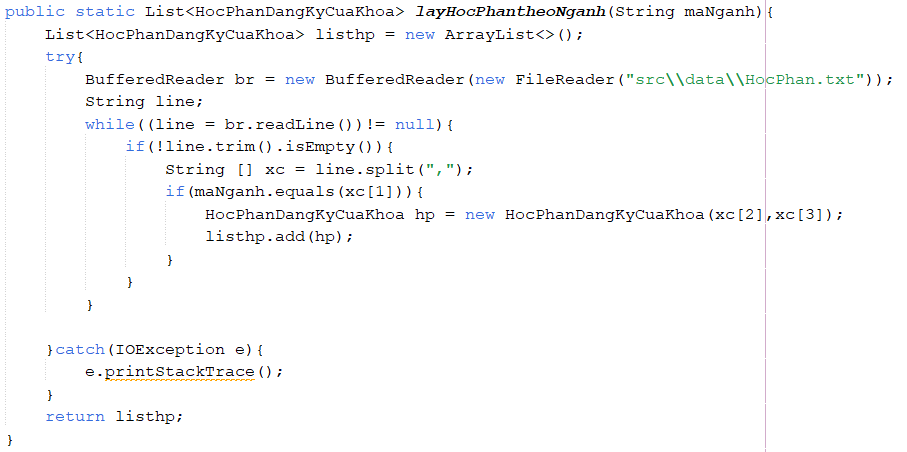 public static List<HocPhanDangKyCuaKhoa> layHocPhantheoNganh(String maNganh){
    List<HocPhanDangKyCuaKhoa> listhp = new ArrayList<>();
    try{
        BufferedReader br = new BufferedReader(new FileReader("src\\data\\HocPhan.txt"));
        String line;
        while((line = br.readLine())!= null){
            if(!line.trim().isEmpty()){
                String [] xc = line.split(",");
                if(maNganh.equals(xc[1])){
                    HocPhanDangKyCuaKhoa hp = new HocPhanDangKyCuaKhoa(xc[2],xc[3]);
                    listhp.add(hp);
                }
            }
        }

    }catch(IOException e){
        e.printStackTrace();
    }
    return listhp;
}